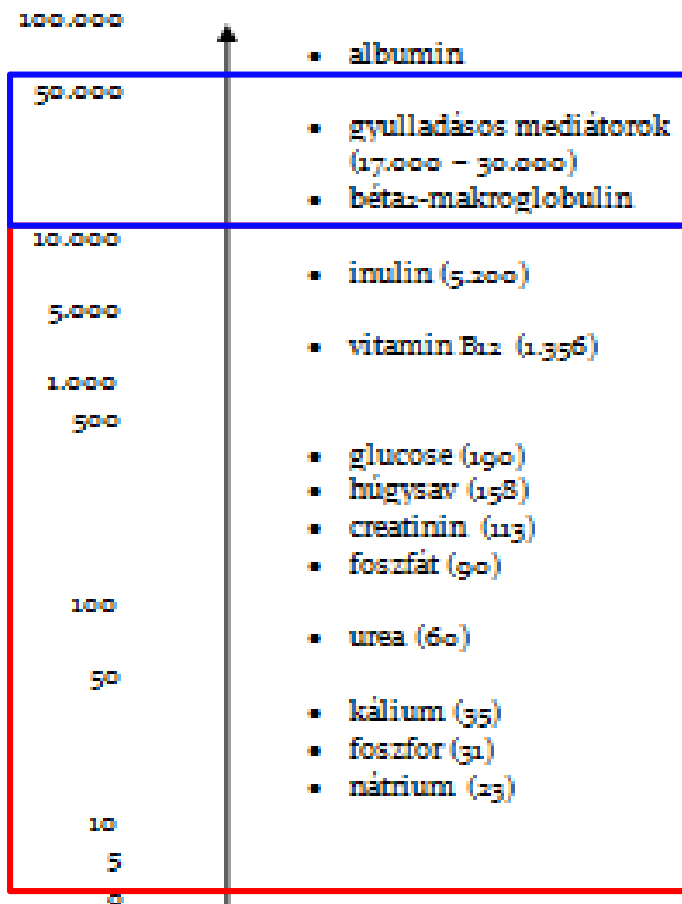 100.000
• albumin
50.000
• gyulladásos mediátorok
(17.000 – 30.000)
• béta2-makroglobulin
10.000
• inulin (5.200)
5.000
• vitamin B12 (1.356)
1.000
500
• glucose (190)
• húgysav (158)
• creatinin (113)
• foszfát (90)
100
• urea (60)
50
• kálium (35)
• foszfor (31)
• nátrium (23)
10
5
0